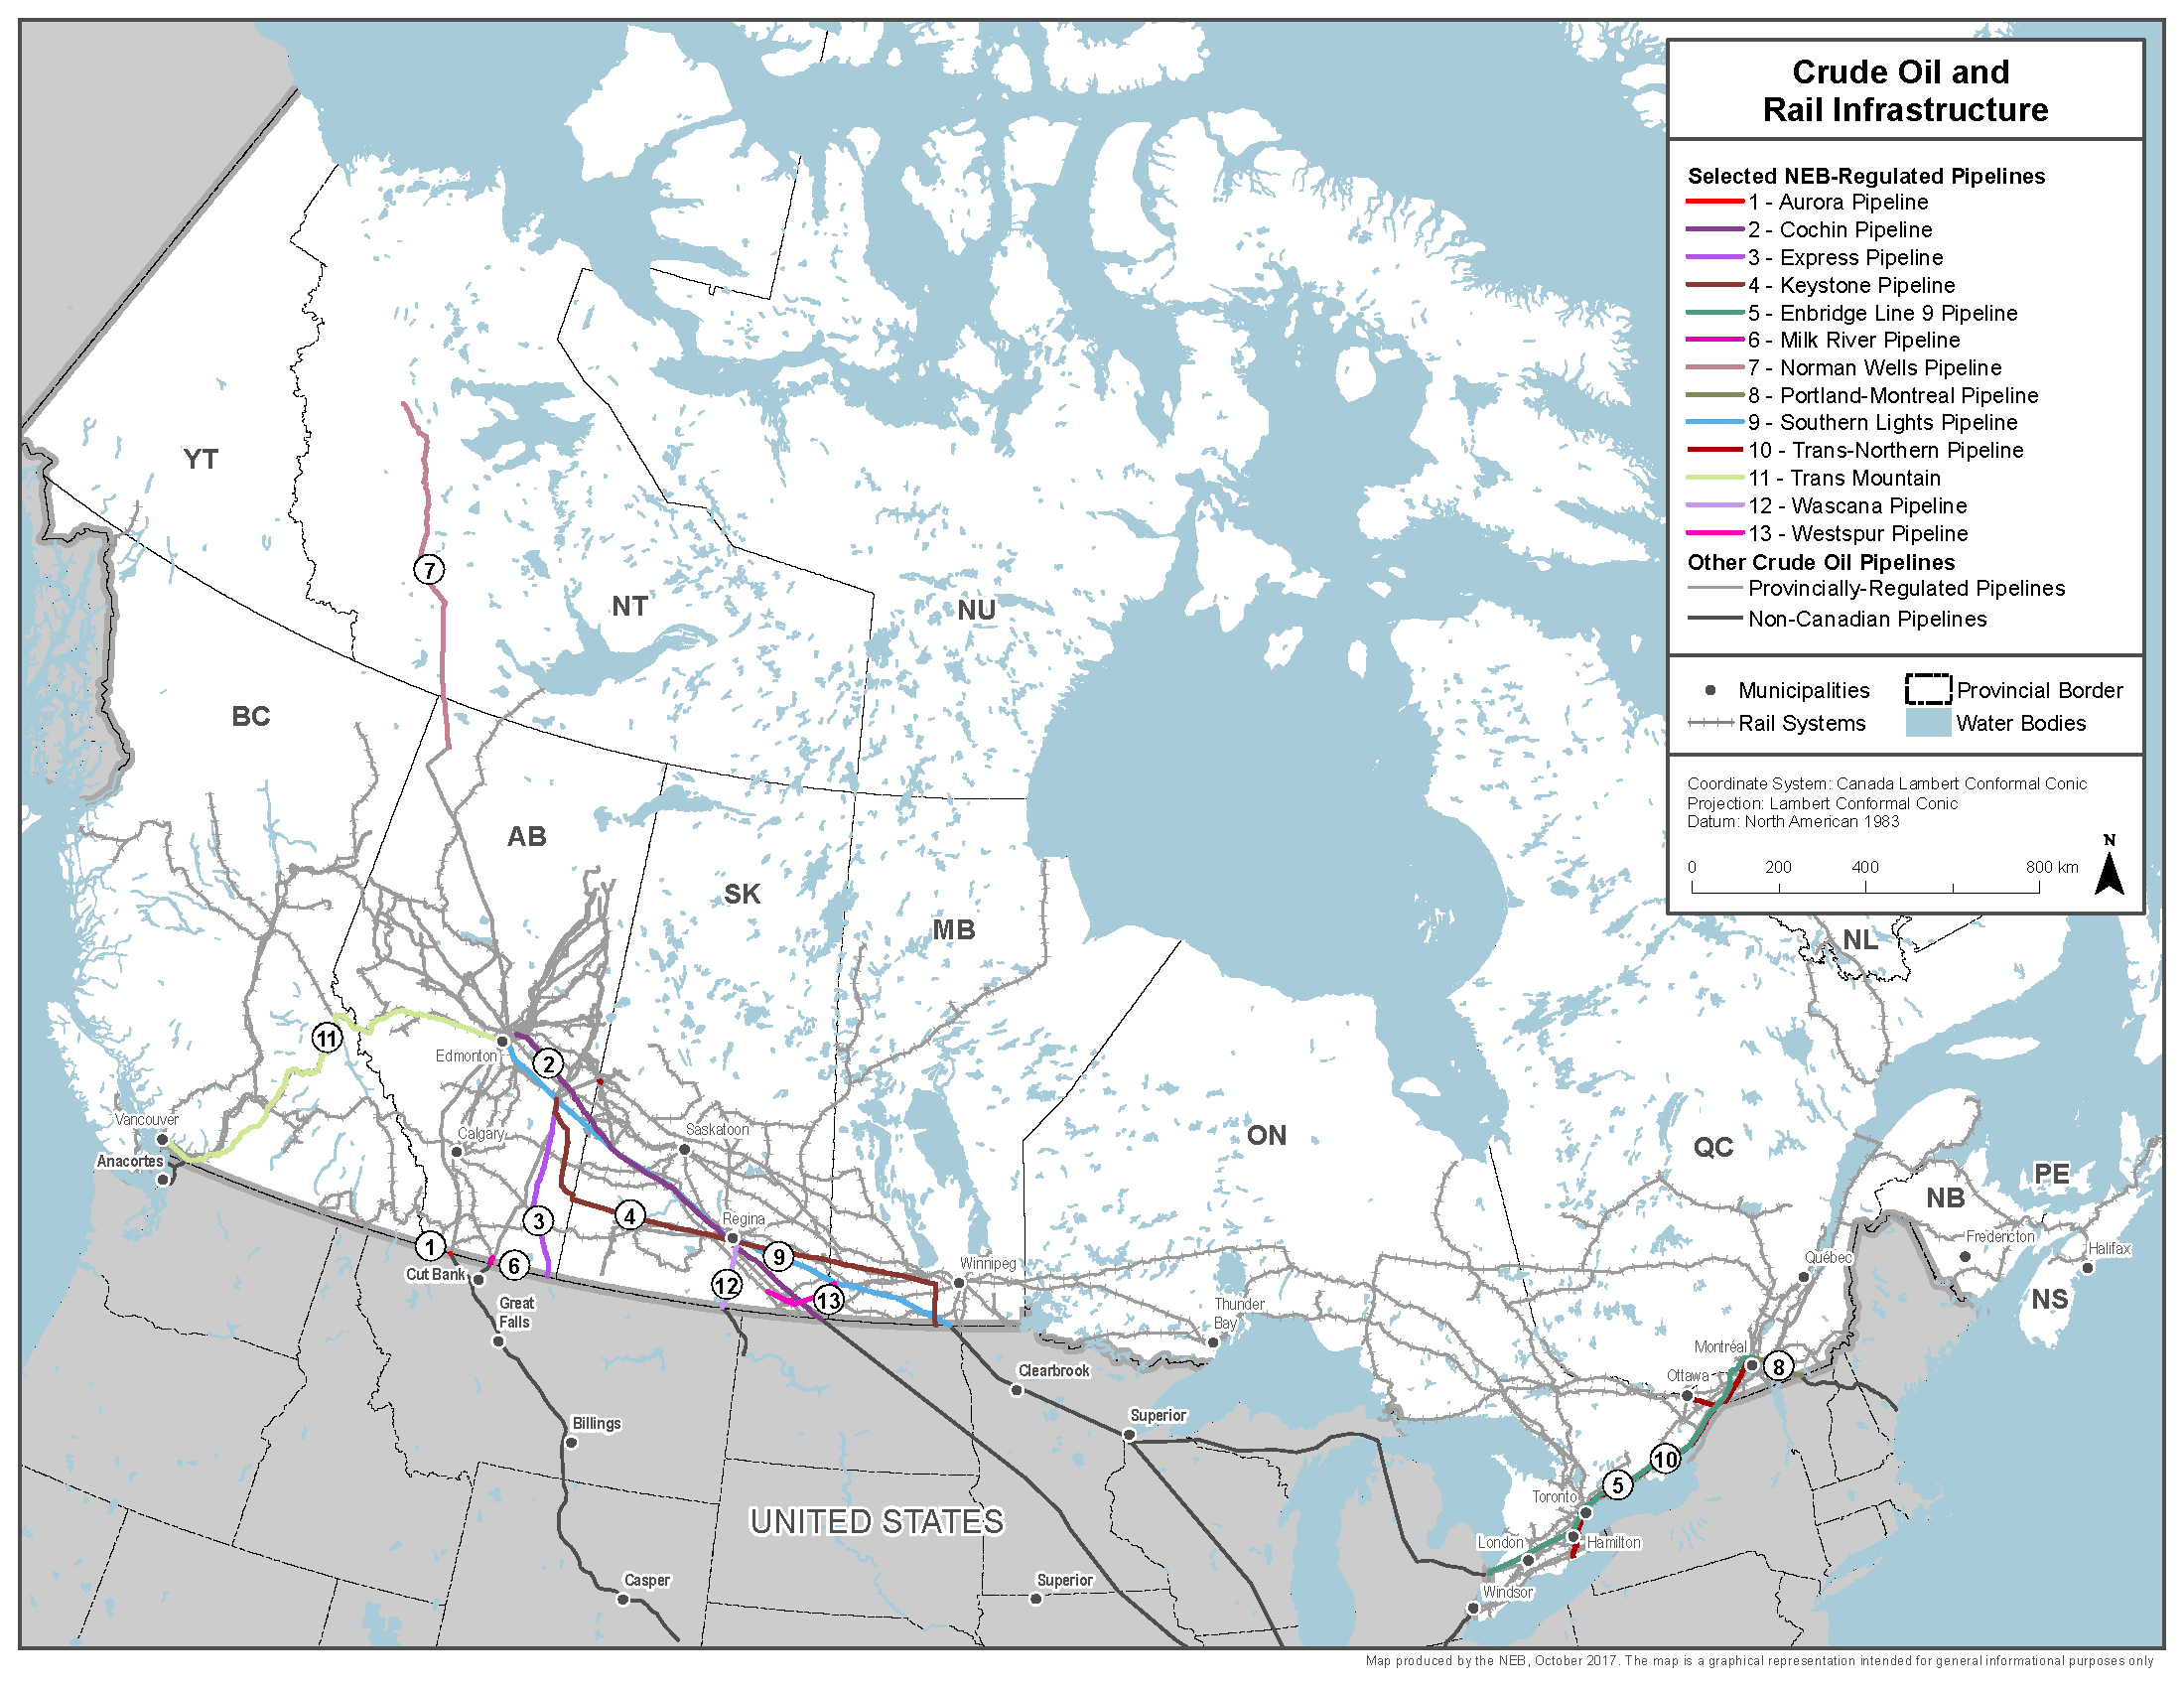 Crude Oil and
Rail Infrastructure
Selected NEB-Regulated Pipelines
1 - Aurora Pipeline
2 - Cochin Pipeline
3 - Express Pipeline
4 - Keystone Pipeline
5 - Enbridge Line 9 Pipeline
6 - Milk River Pipeline
7 - Norman Wells Pipeline
8 - Portland-Montreal Pipeline
9 - Southern Lights Pipeline
10 - Trans-Northern Pipeline
11 - Trans Mountain
12 - Wascana Pipeline
13 - Westspur Pipeline
Other Crude Oil Pipelines
Provincially-Regulated Pipelines
Non-Canadian Pipelines
Municipalities
Provincial Border
Rail Systems
Water Bodies
Coordinate System: Canada Lambert Conformal Conic
Projection: Lambert Conformal Conic
Datum: North American 1983
N
0 200 400 800 km
YT
7
NT
NU
BC
AB
SK
MB
NL
11
Edmonton
2
Vancouver
Anacortes
Calgary
Saskatoon
ON
QC
PE
NB
3
4
Regina
1
6
Cut Bank
9
12
13
Winnipeg
Fredericton
Halifax
Québec
NS
Great
Falls
Thunder
Bay
Montréal
8
Ottawa
Clearbrook
Billings
Superior
10
5
UNITED STATES
Toronto
London
Hamilton
Casper
Superior
Windsor
Map produced by the NEB, October 2017. The map is a graphical representation intended for general informational purposes only